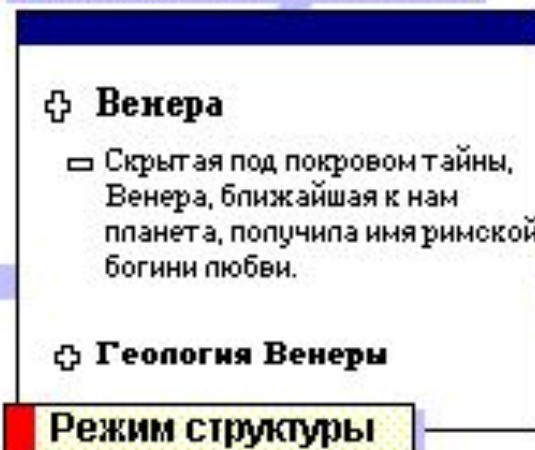 Венера
Скрытая под покровом тайны,
Венера, ближайшая к нам
планета, получила имя римской
богини любви.
Геология Венеры
Режим структуры